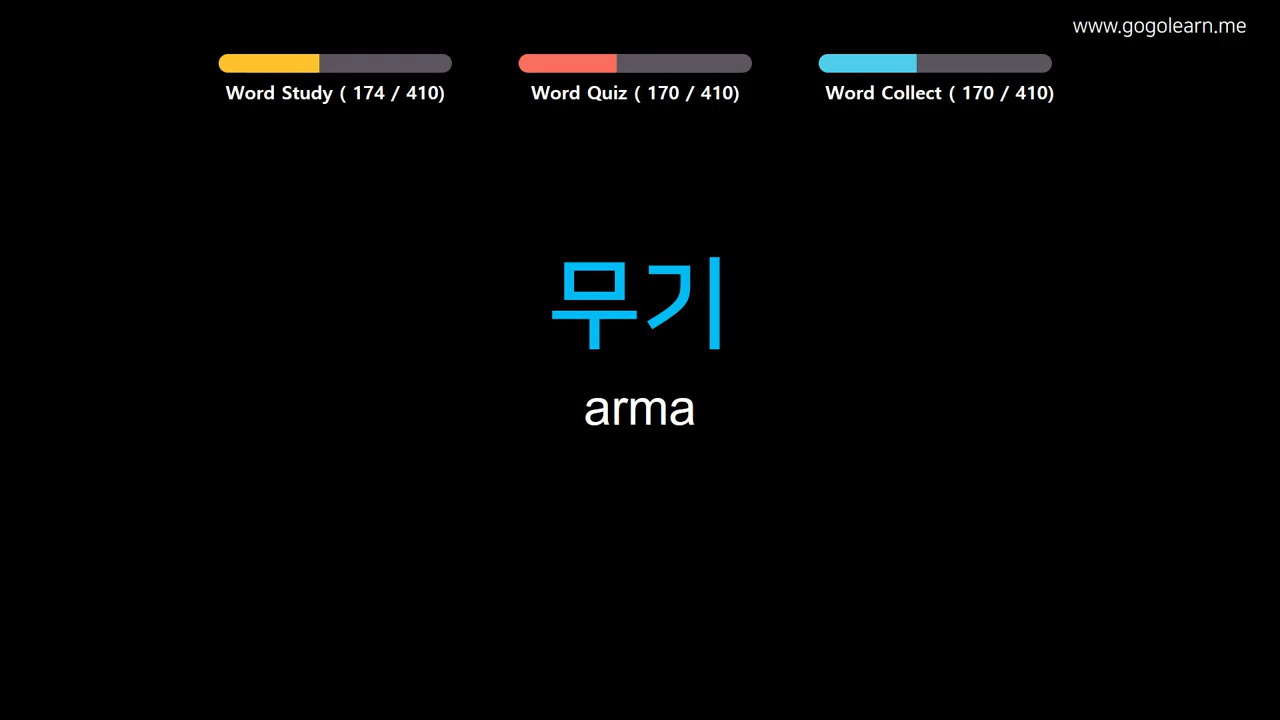 www.gogolearn.me
Word Study ( 174 / 410)
Word Quiz ( 170 / 410)
Word Collect ( 170 / 410)
무기
arma